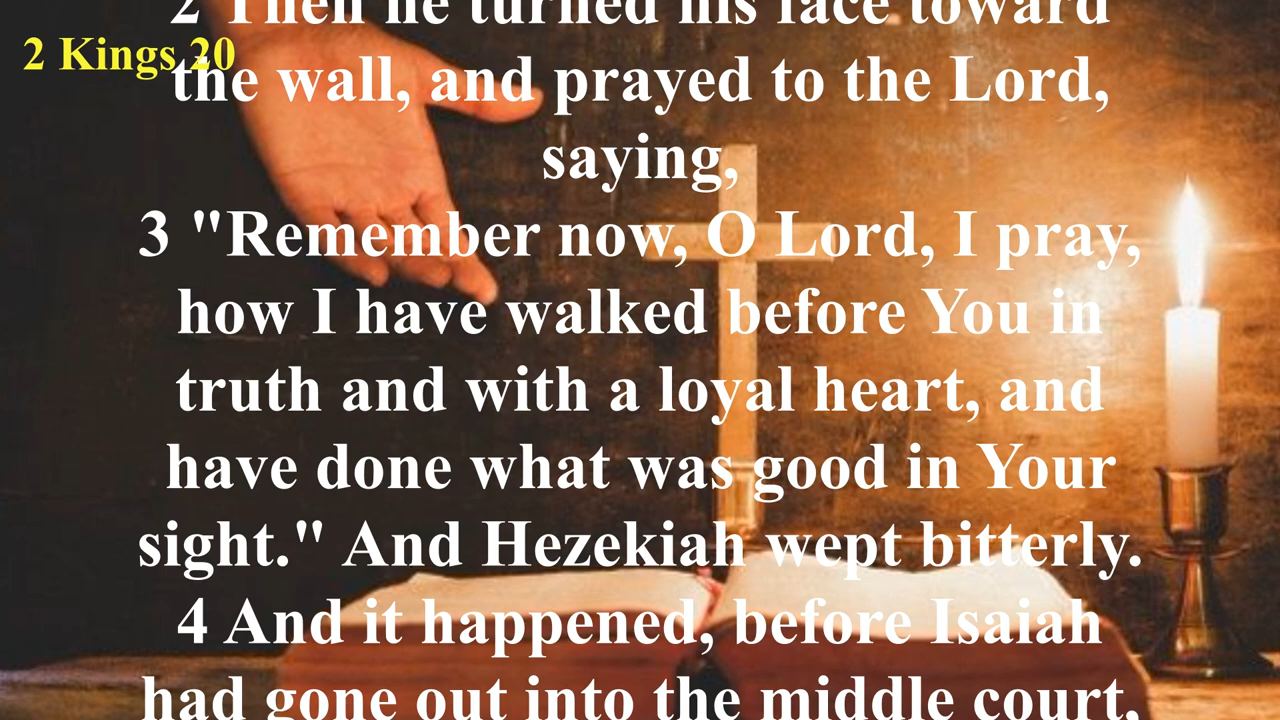 2 Then he turned his face toward
2 Kings 20
the wall, and prayed to the Lord,
saying,
3 "Remember now, O Lord, I pray,
how I have walked before You in
truth and with a loyal heart, and
have done what was good in Your
sight." And Hezekiah wept bitterly.
4 And it happened, before Isaiah
had gone out into the middle court,